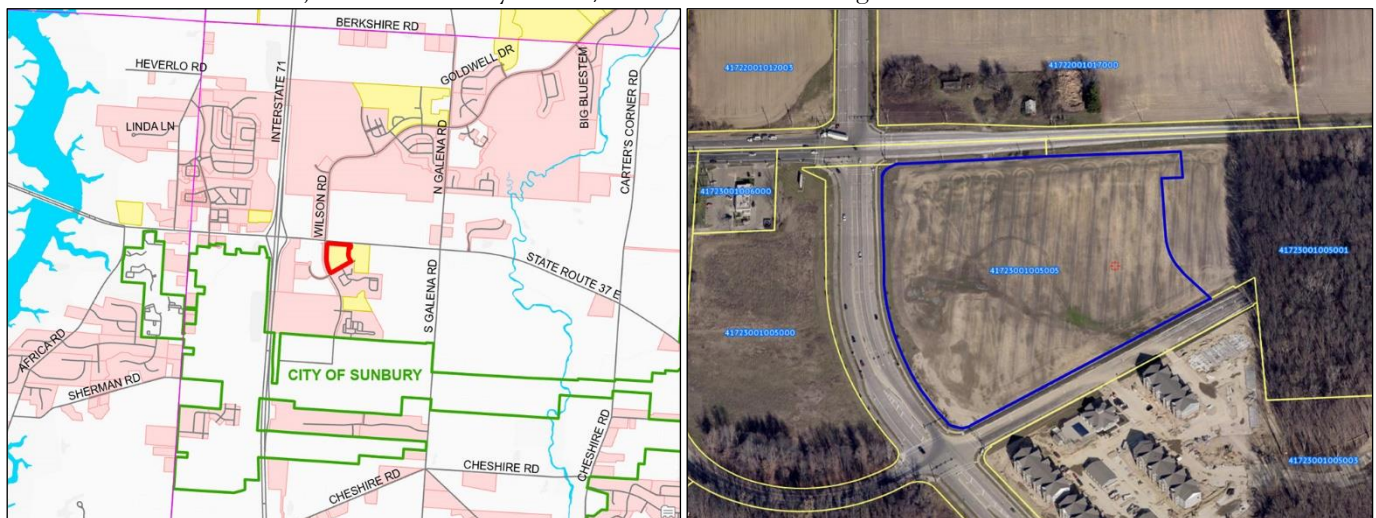 BERKSHIRE RD
HEVERLO RD
GOLDWELL DR
INTERSTATE 71
LINDA LN
BIG BLUESTEM
N GALENA RD
CARTER'S CORNER RD
WILSON RD
STATE ROUTE 37 E
S GALENA RD
AFRICA RD
CITY OF SUNBURY
SHERMAN RD
CHESHIRE RD
CHESHIRE RD
CHESHIRE RD
41722001012003
41722001017000
41723001006000
41723001005001
41723001005005
41723001005000
41723001005003